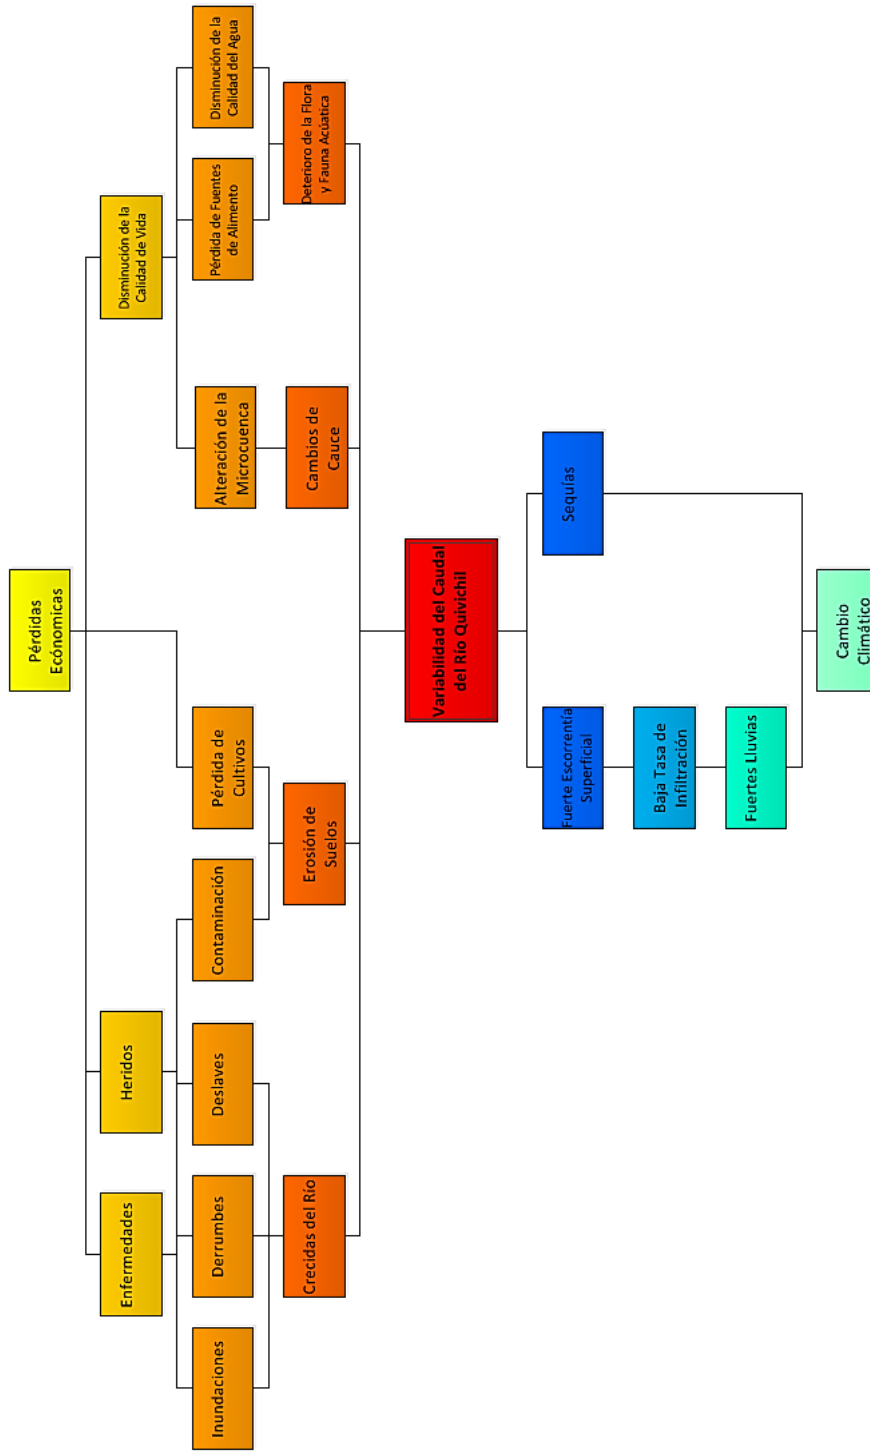 Pérdidas
Écónomicas
Enfermedades
Heridos
Disminución de la
Calidad de Vida
Inundaciones
Derrumbes
Deslaves
Contaminación
Pérdida de
Cultivos
Alteración de la
Microcuenca
Pérdida de Fuentes
de Alimento
Disminución de la
Calidad del Agua
Crecidas del Río
Erosión de
Suelos
Cambios de
Cauce
Deterioro de la Flora
y Fauna Acúatica
Variabilidad del Caudal
del Río Quivichil
Fuerte Escorrentía
Superficial
Sequías
Baja Tasa de
Infiltración
Fuertes Lluvias
Cambio
Climático